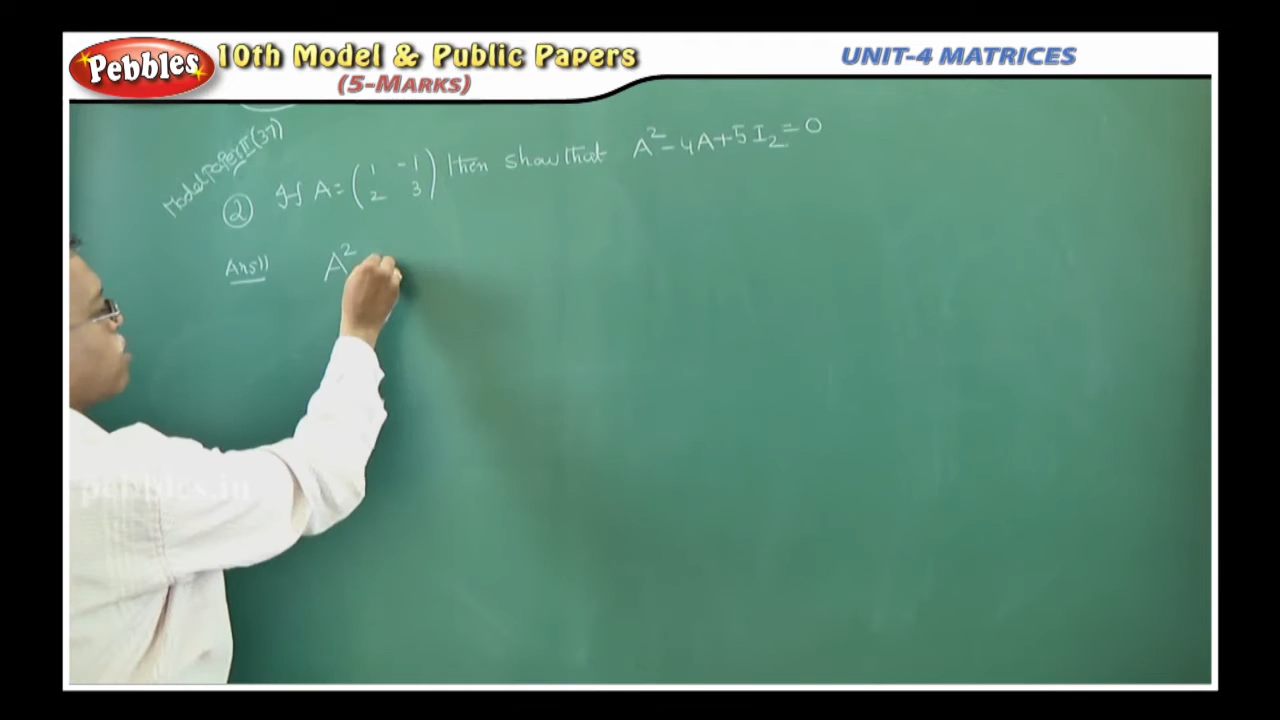 Pebbles
10th Model & Public Papers
(5-MARKS)
UNIT-4 MATRICES
Model Paper II (37)
② If A = ( 1 -1 ) then show that A² - 4A + 5I₂ = 0
2 3
Ans||
A²
pebbles.in